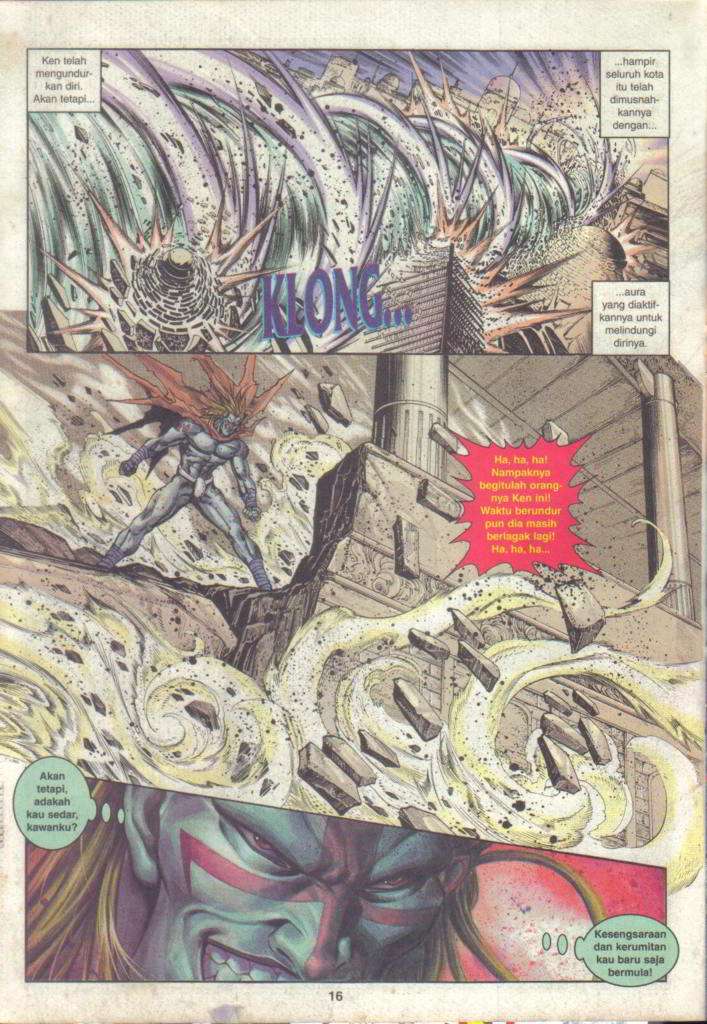 Ken telah
mengundur-
kan diri.
Akan tetapi...
...hampir
seluruh kota
itu telah
dimusnah-
kannya
dengan...
KLONG...
...aura
yang diaktif-
kannya untuk
melindungi
dirinya.
Ha, ha, ha!
Nampaknya
begitulah orang-
nya Ken ini!
Waktu berundur
pun dia masih
berlagak lagi!
Ha, ha, ha...
Akan
tetapi,
adakah
kau sedar,
kawanku?
Kesengsaraan
dan kerumitan
kau baru saja
bermula!
16